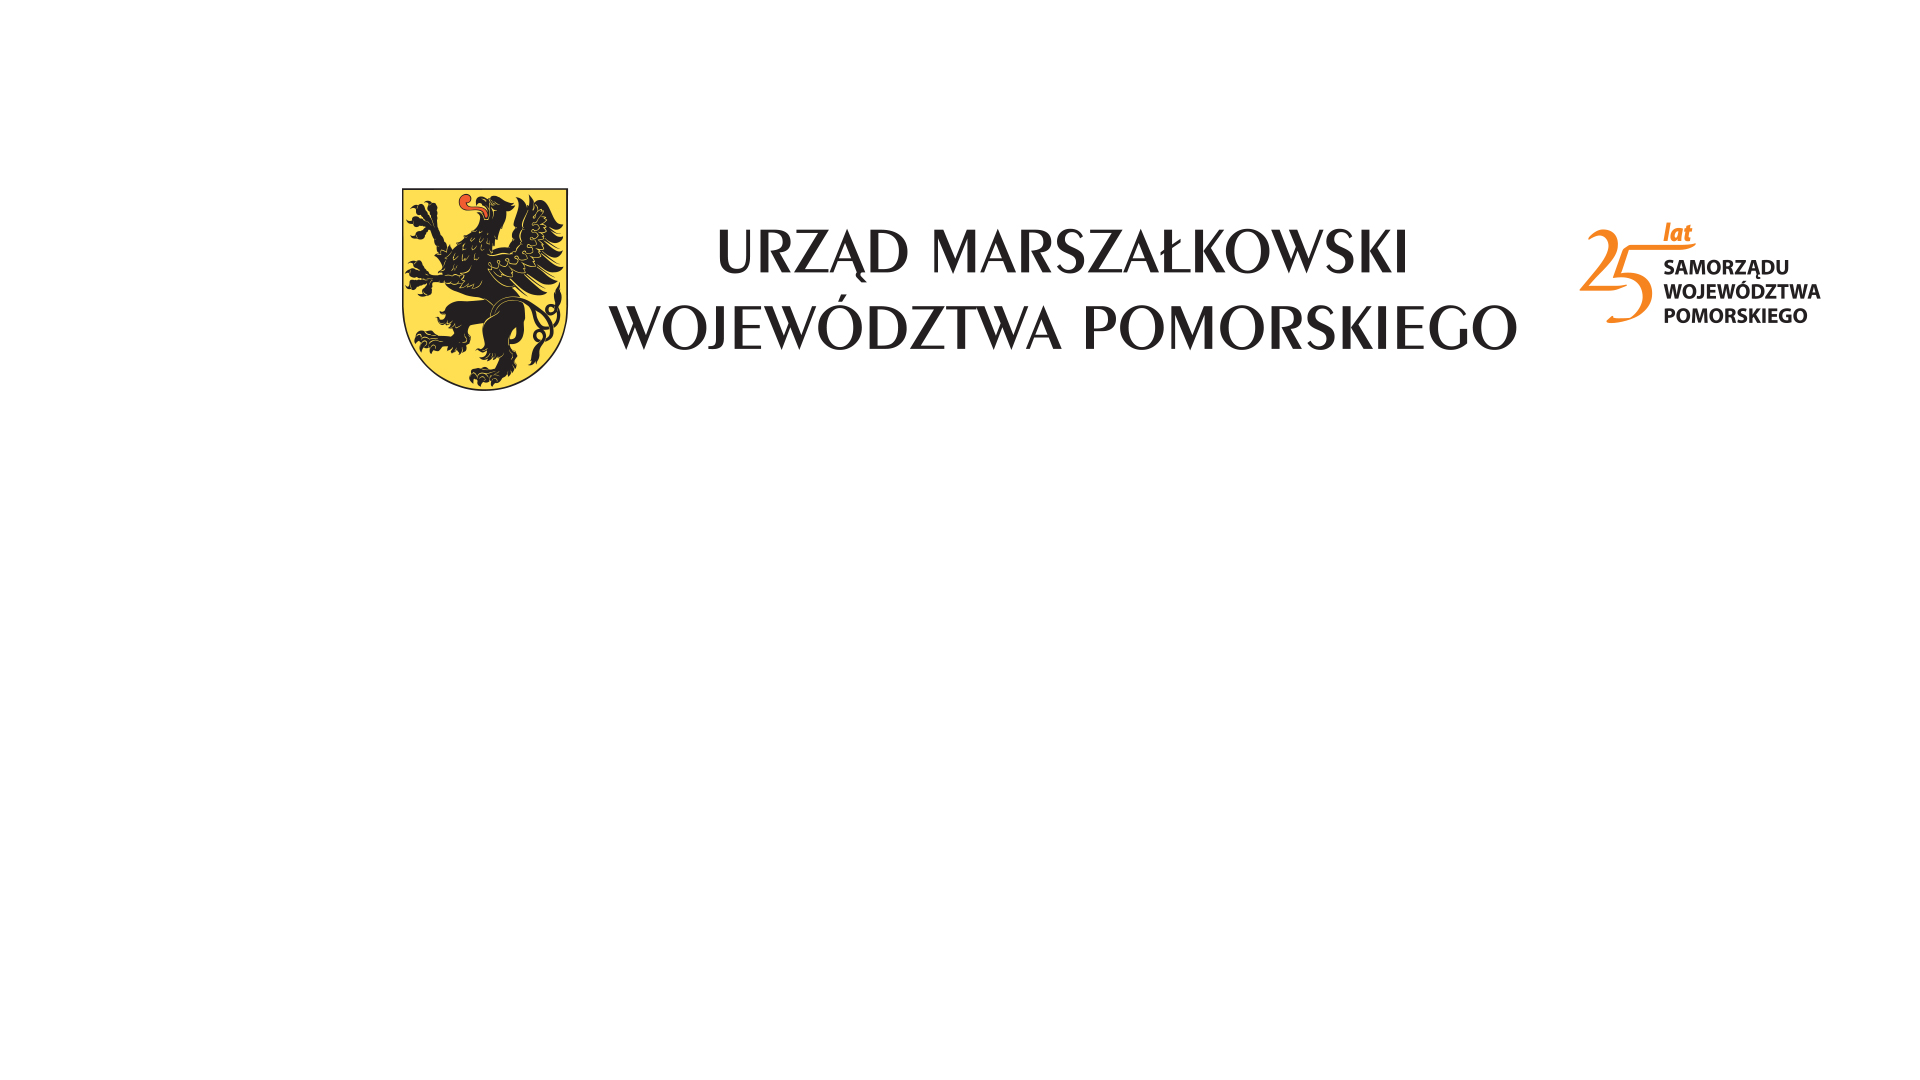 URZĄD MARSZAŁKOWSKI
WOJEWÓDZTWA POMORSKIEGO
25 lat
SAMORZĄDU
WOJEWÓDZTWA
POMORSKIEGO